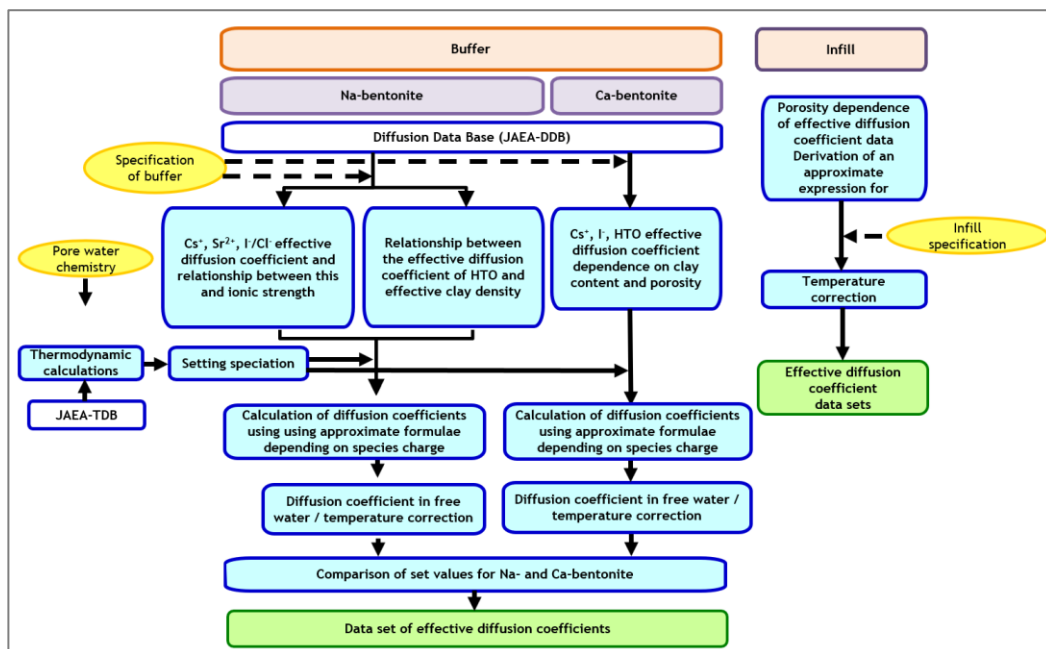 Buffer
Infill
Na-bentonite
Ca-bentonite
Diffusion Data Base (JAEA-DDB)
Specification
of buffer
Porosity dependence
of effective diffusion
coefficient data
Derivation of an
approximate
expression for
Cs⁺, Sr²⁺, I⁻/Cl⁻ effective
diffusion coefficient and
relationship between this
and ionic strength
Relationship between
the effective diffusion
coefficient of HTO and
effective clay density
Cs⁺, I⁻, HTO effective
diffusion coefficient
dependence on clay
content and porosity
Pore water
chemistry
Infill
specification
Temperature
correction
Thermodynamic
calculations
Setting speciation
JAEA-TDB
Effective diffusion
coefficient
data sets
Calculation of diffusion coefficients
using using approximate formulae
depending on species charge
Calculation of diffusion coefficients
using approximate formulae
depending on species charge
Diffusion coefficient in free
water / temperature correction
Diffusion coefficient in free water /
temperature correction
Comparison of set values for Na- and Ca-bentonite
Data set of effective diffusion coefficients